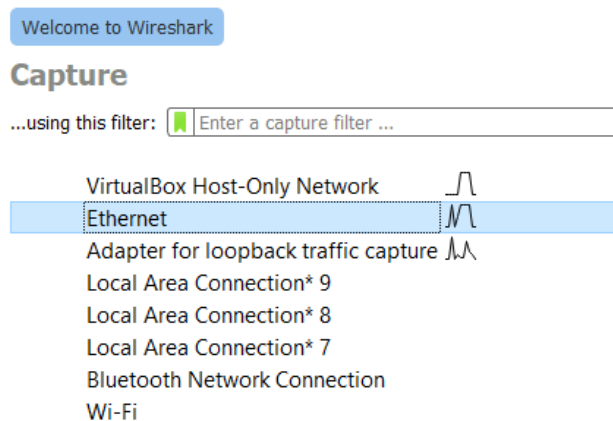 Welcome to Wireshark
Capture
...using this filter: Enter a capture filter ...
VirtualBox Host-Only Network
Ethernet
Adapter for loopback traffic capture
Local Area Connection* 9
Local Area Connection* 8
Local Area Connection* 7
Bluetooth Network Connection
Wi-Fi